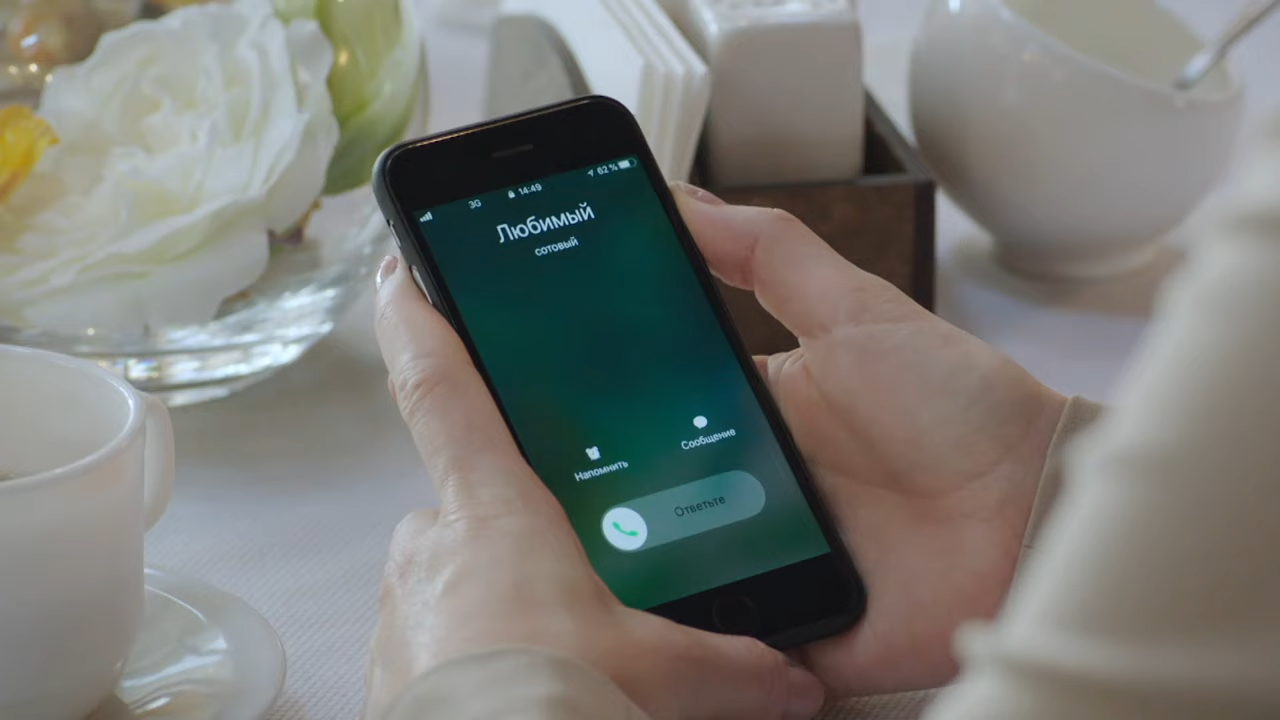 3G 14:49 62 %
Любимый
сотовый
Напомнить Сообщение
Ответьте